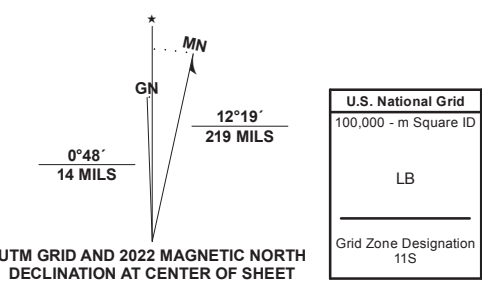 ★
MN
GN
12°19´
219 MILS
0°48´
14 MILS
UTM GRID AND 2022 MAGNETIC NORTH
DECLINATION AT CENTER OF SHEET
U.S. National Grid
100,000 - m Square ID
LB
Grid Zone Designation
11S